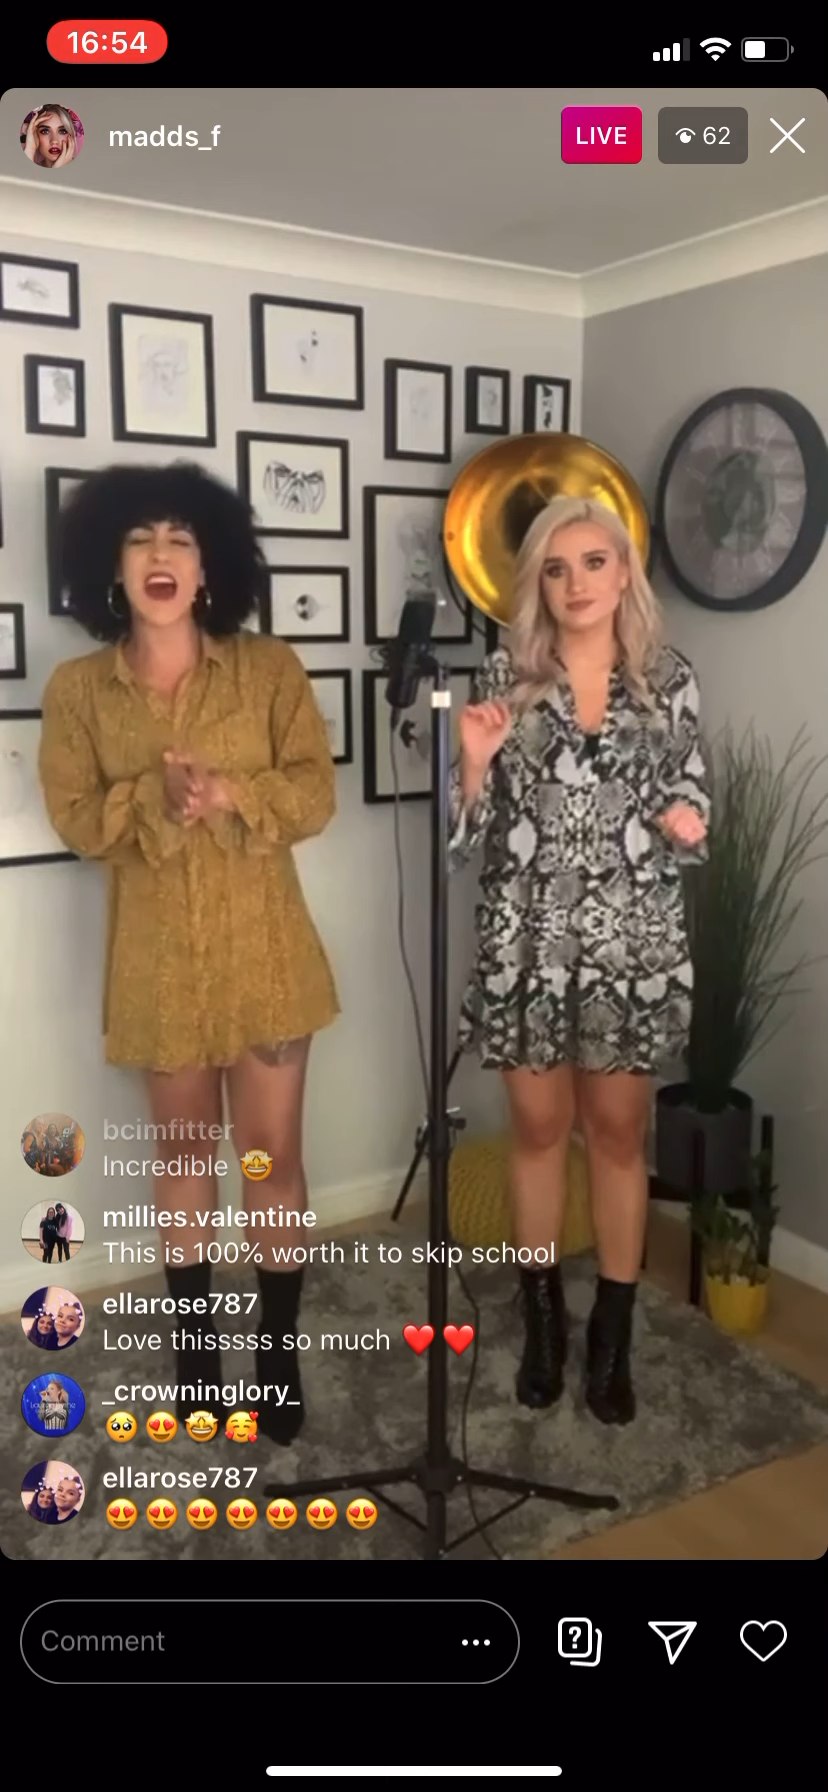 16:54
madds_f
LIVE
62
bcimfitter
Incredible 🤩
millies.valentine
This is 100% worth it to skip school
ellarose787
Love thisssss so much ❤️ ❤️
_crowninglory_
🥺 😍 🤩 🥰
ellarose787
😍 😍 😍 😍 😍 😍 😍
Comment